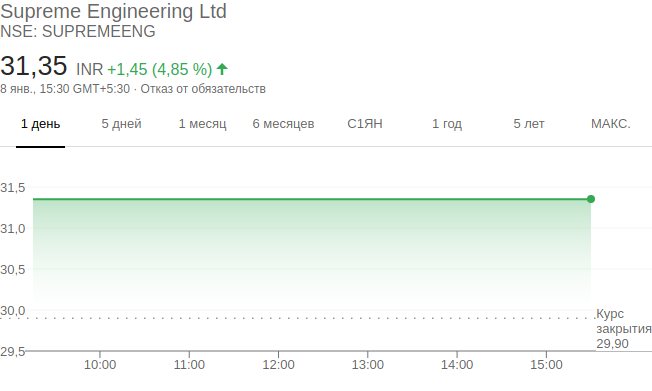 Supreme Engineering Ltd
NSE: SUPREMEENG
31,35 INR +1,45 (4,85 %)
8 янв., 15:30 GMT+5:30 · Отказ от обязательств
1 день 5 дней 1 месяц 6 месяцев С1ЯН 1 год 5 лет МАКС.
31,5
31,0
30,5
30,0
Курс
закрытия
29,90
29,5
10:00 11:00 12:00 13:00 14:00 15:00